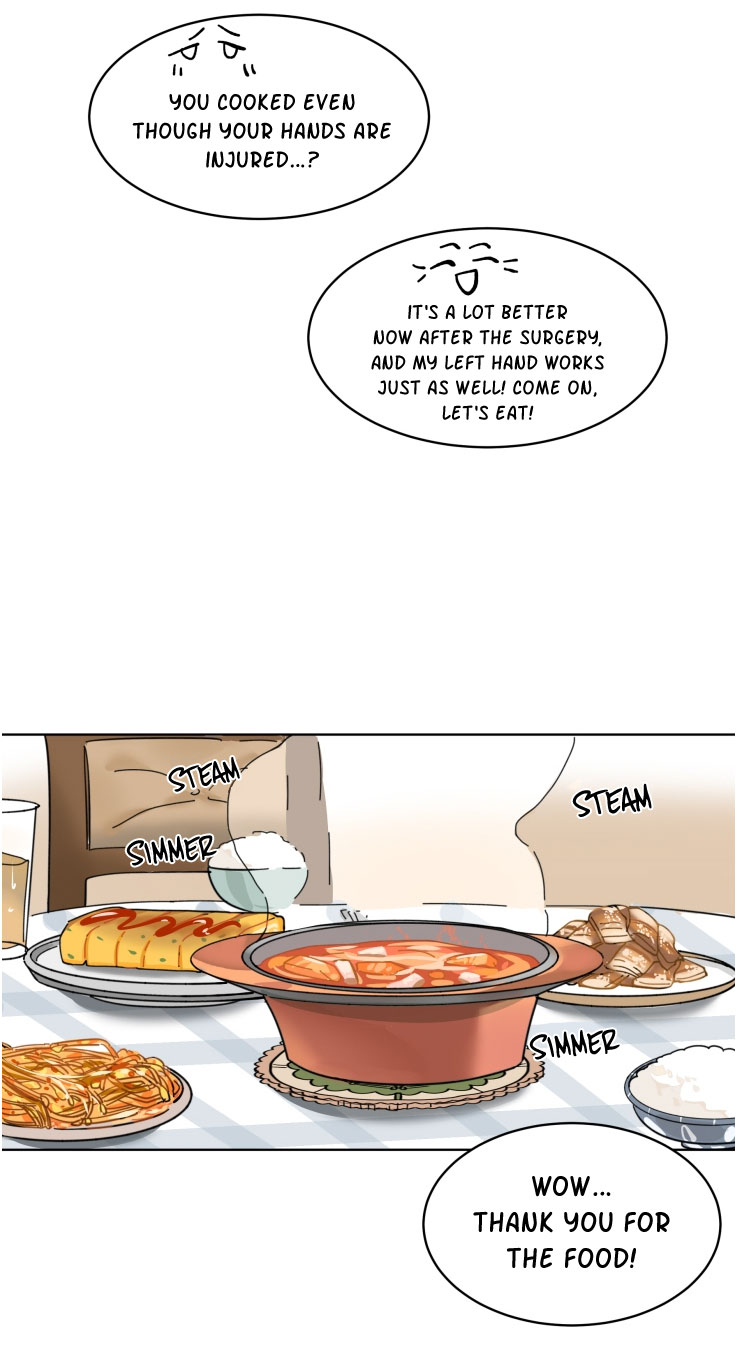 YOU COOKED EVEN
THOUGH YOUR HANDS ARE
INJURED...?
IT'S A LOT BETTER
NOW AFTER THE SURGERY,
AND MY LEFT HAND WORKS
JUST AS WELL! COME ON,
LET'S EAT!
STEAM
STEAM
SIMMER
SIMMER
WOW...
THANK YOU FOR
THE FOOD!